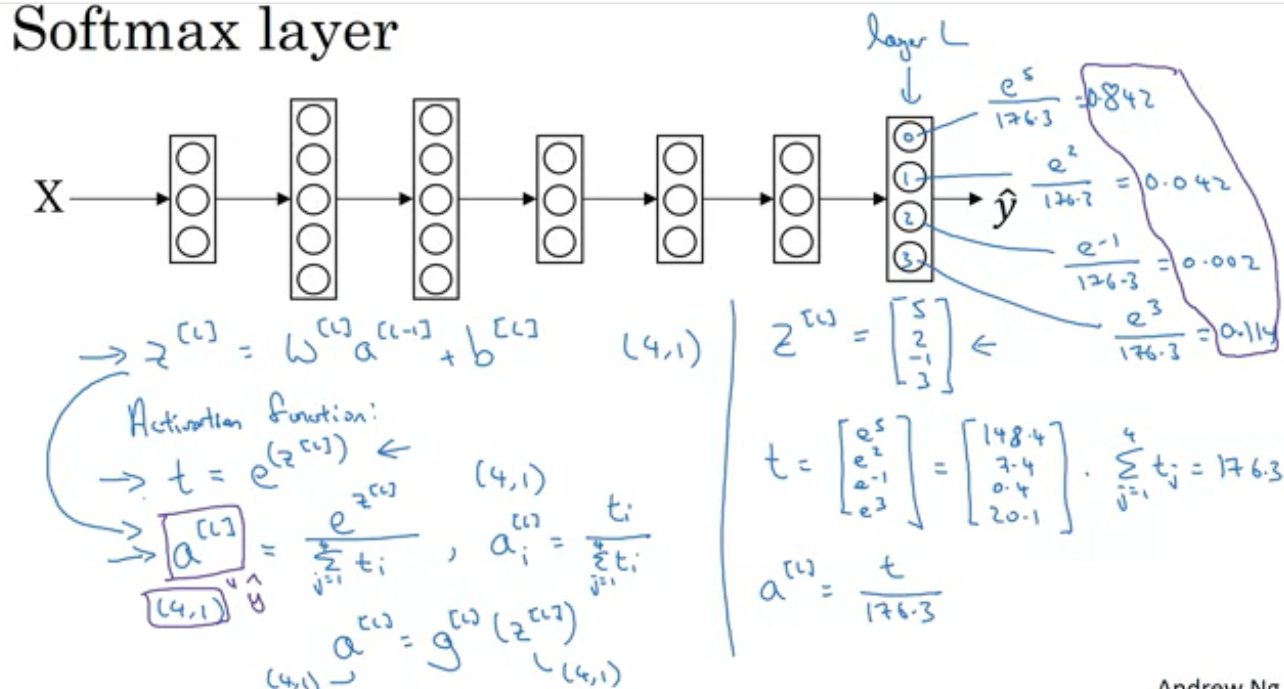 Softmax layer
layer L
X
ŷ
0
1
2
3
e^5 / 176.3 = 0.842
e^2 / 176.3 = 0.042
e^-1 / 176.3 = 0.002
e^3 / 176.3 = 0.114
→ z^[L] = W^[L] a^[L-1] + b^[L] (4,1)
Activation function:
→ t = e^(z^[L]) ← (4,1)
→ a^[L] = e^z^[L] / Σ_{j=1}^4 t_i , a_i^[L] = t_i / Σ_{j=1}^4 t_i
(4,1) ŷ
a^[L] = g^[L] (z^[L])
(4,1) (4,1)
z^[L] = [5 2 -1 3] ←
t = [e^5 e^2 e^-1 e^3] = [148.4 7.4 0.4 20.1] . Σ_{j=1}^4 t_j = 176.3
a^[L] = t / 176.3
Andrew Ng